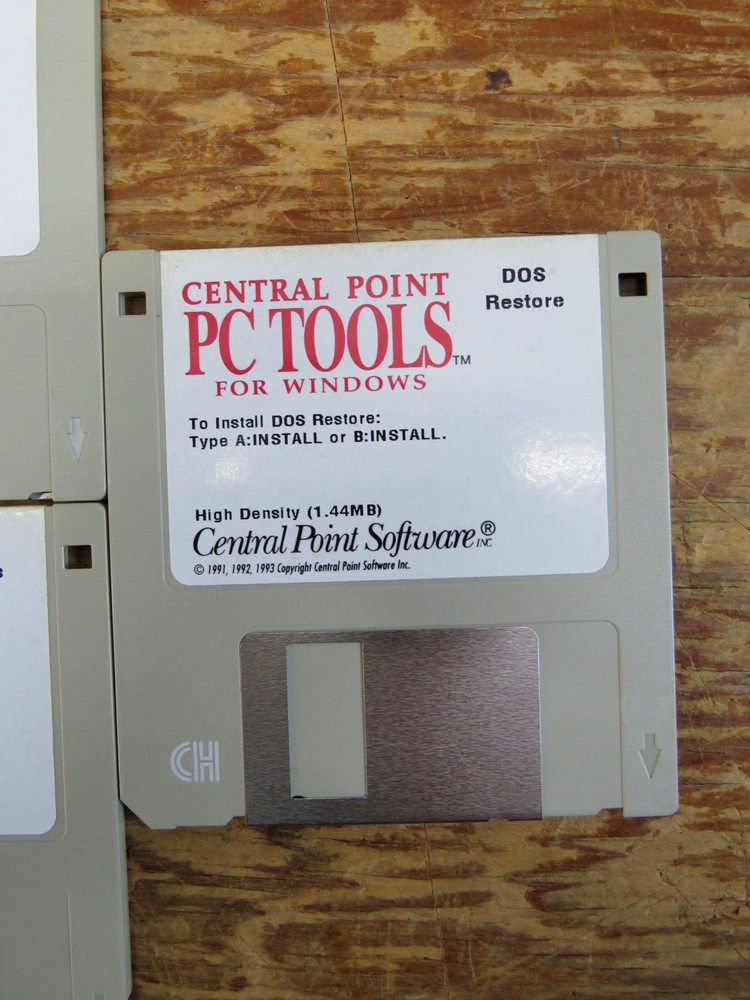 CENTRAL POINT
PC TOOLS™
FOR WINDOWS
DOS
Restore
To Install DOS Restore:
Type A:INSTALL or B:INSTALL.
High Density (1.44MB)
Central Point Software® INC
© 1991, 1992, 1993 Copyright Central Point Software Inc.
CH
s